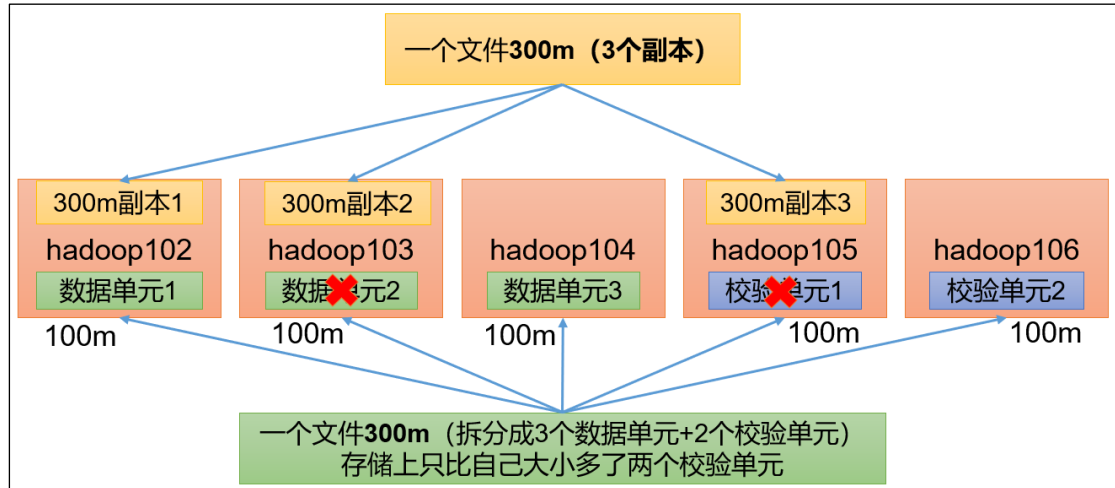 一个文件300m（3个副本）
300m副本1
300m副本2
300m副本3
hadoop102
hadoop103
hadoop104
hadoop105
hadoop106
数据单元1
数据单元2
数据单元3
校验单元1
校验单元2
100m
100m
100m
100m
一个文件300m（拆分成3个数据单元+2个校验单元）
存储上只比自己大小多了两个校验单元